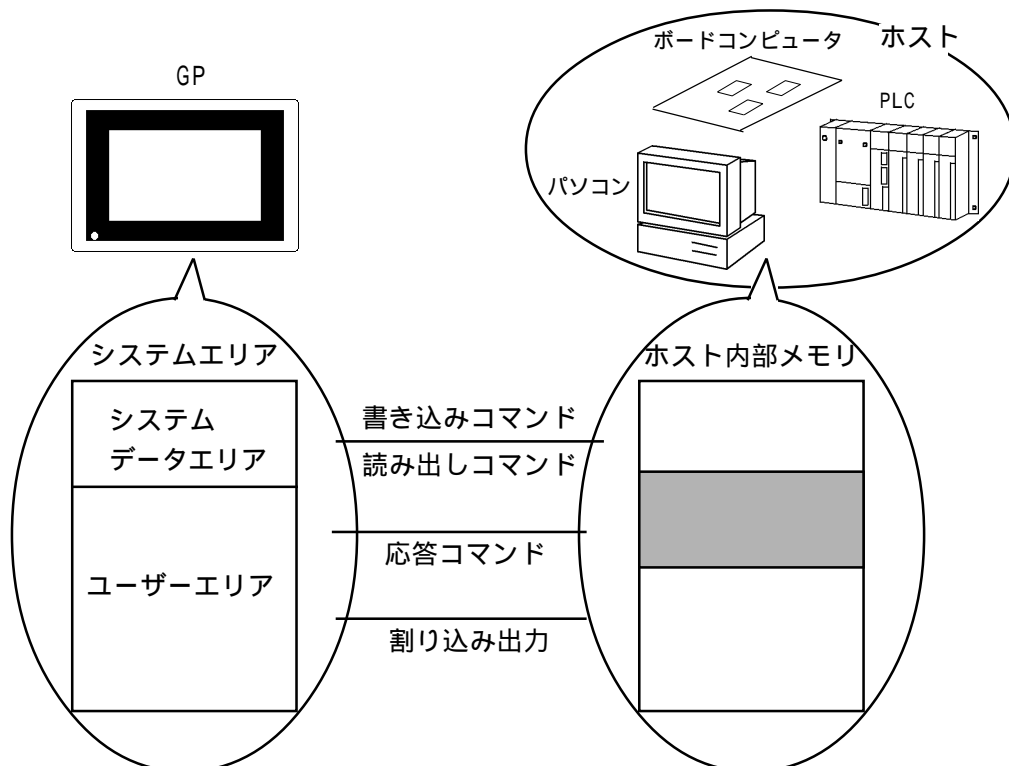 ボードコンピュータ
ホスト
GP
PLC
パソコン
システムエリア
ホスト内部メモリ
システム
データエリア
書き込みコマンド
読み出しコマンド
応答コマンド
ユーザーエリア
割り込み出力